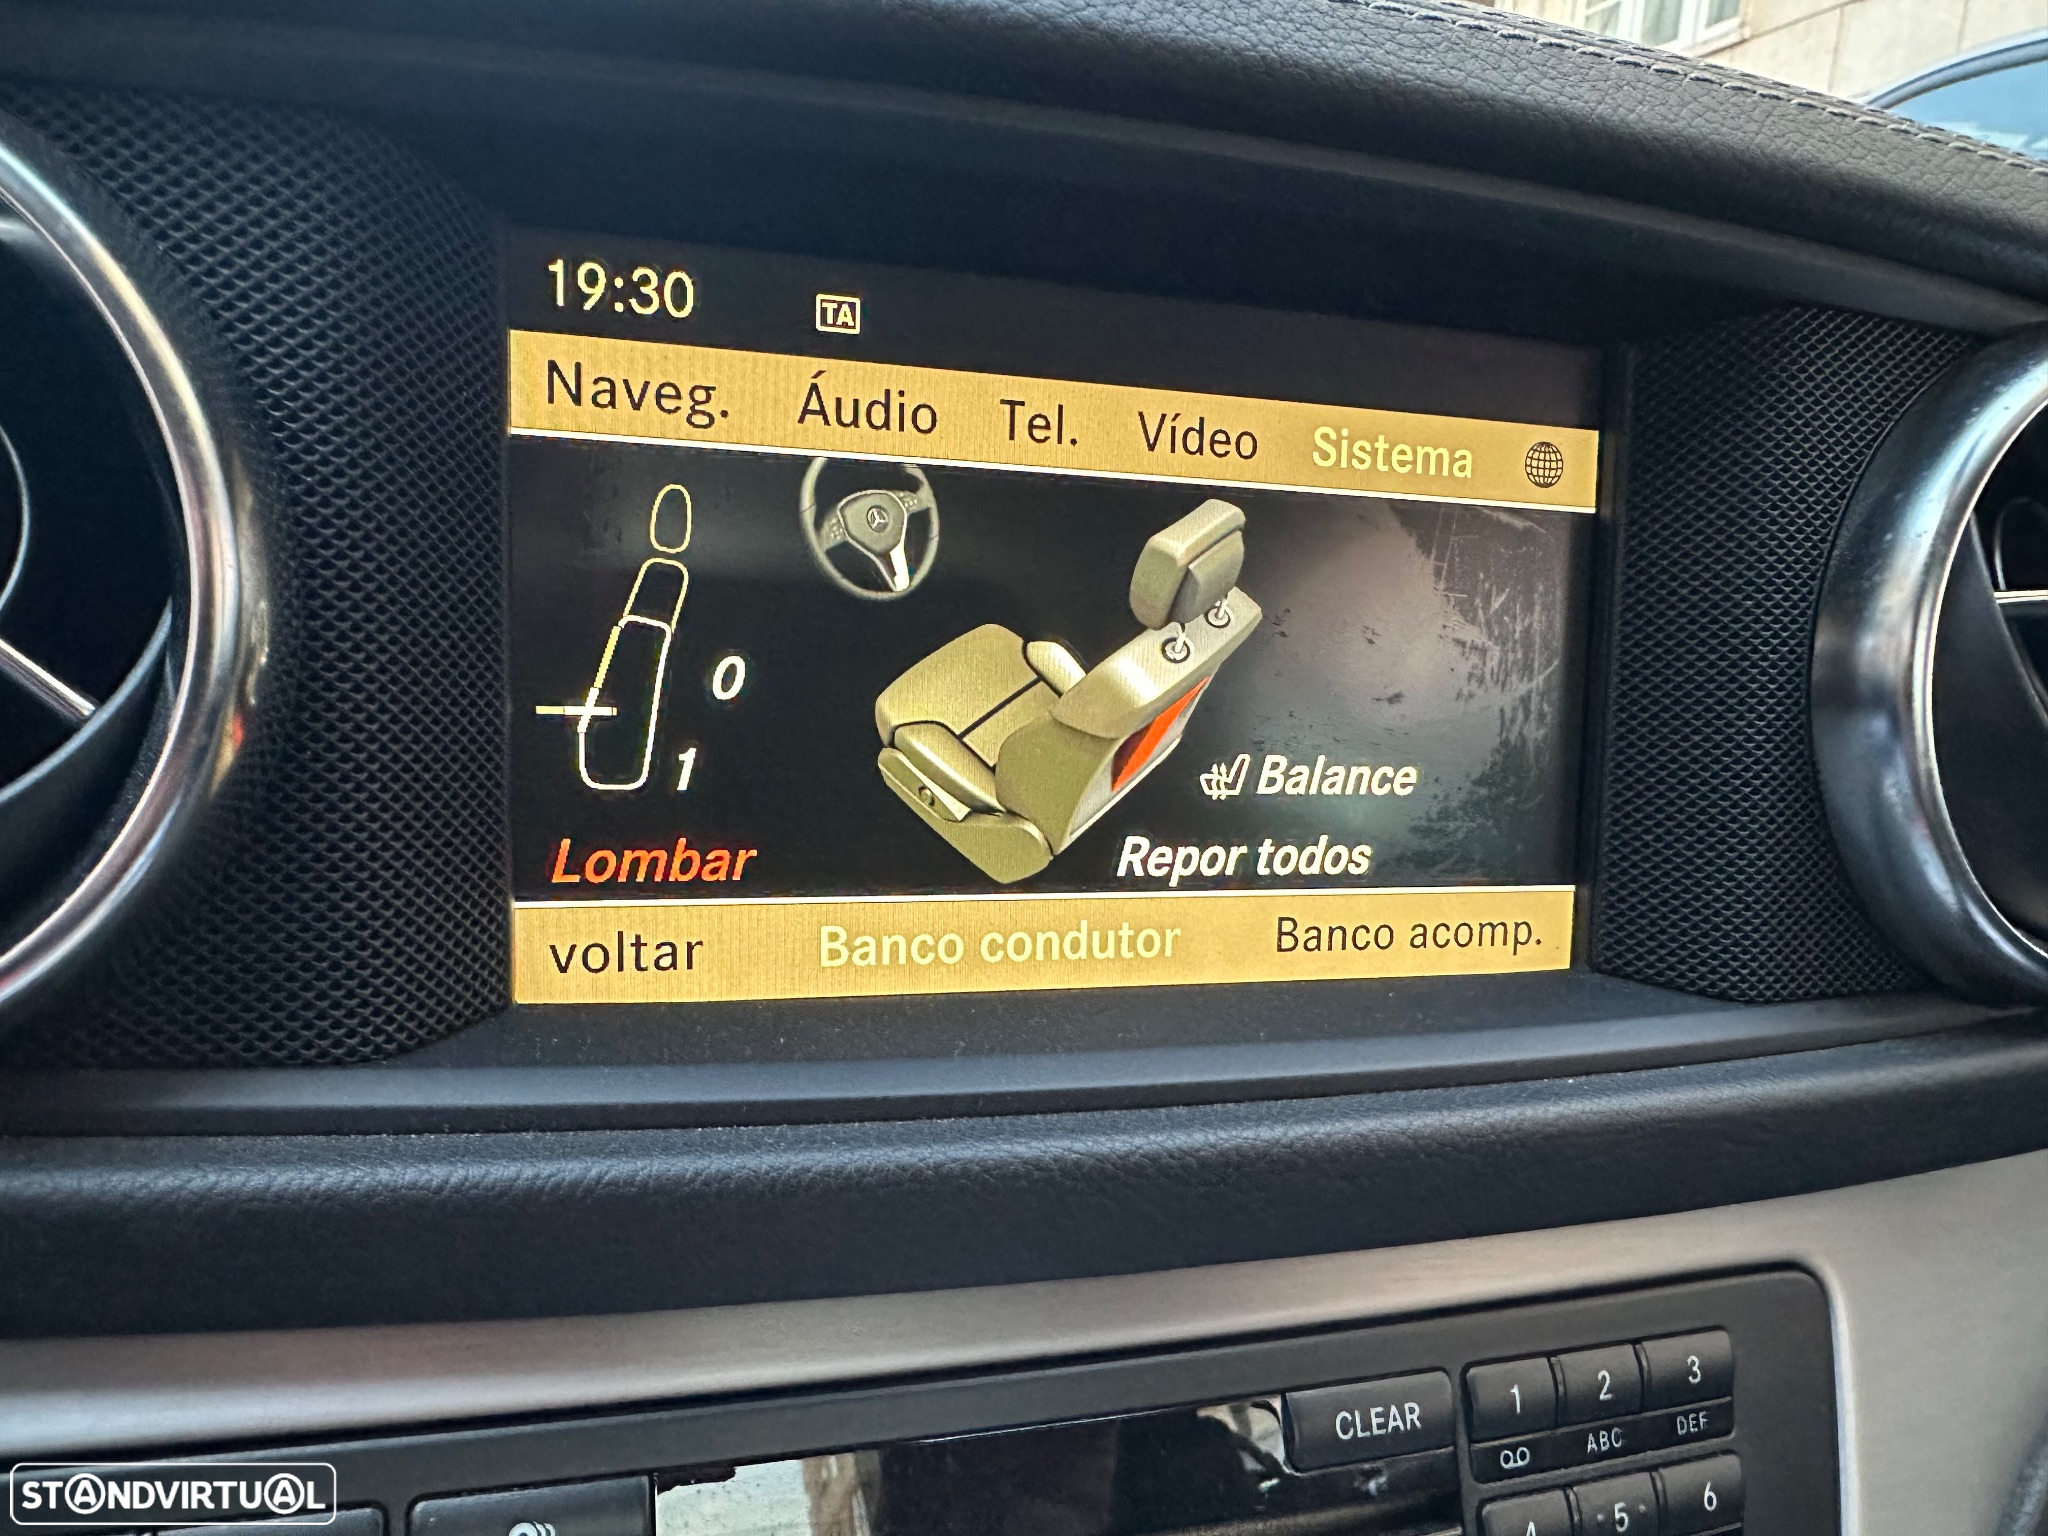 19:30 TA
Naveg. Áudio Tel. Vídeo Sistema
0
1
Balance
Lombar
Repor todos
voltar Banco condutor Banco acomp.
CLEAR 1 2 3
ABC DEF
4 5 6
STANDVIRTUAL